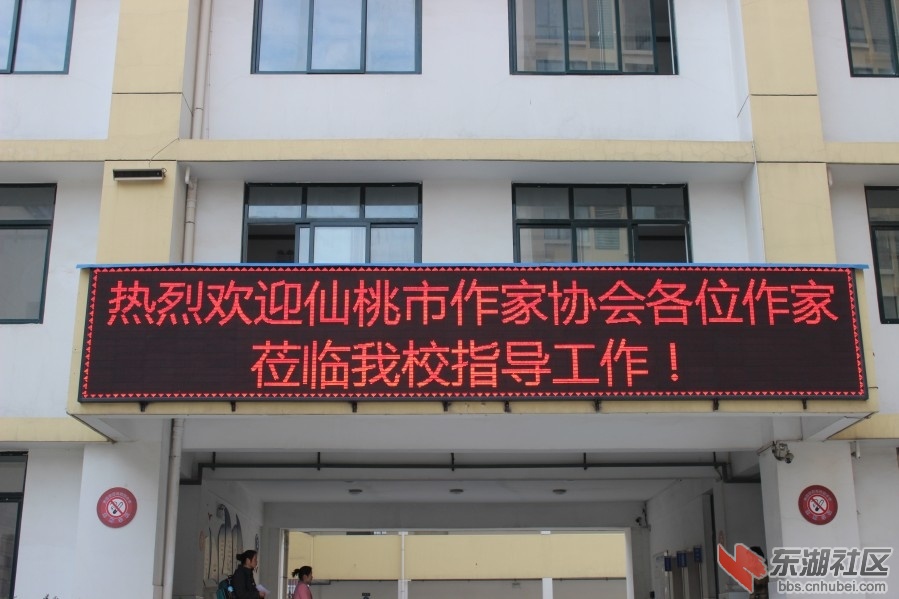 热烈欢迎仙桃市作家协会各位作家
莅临我校指导工作！
东湖社区
bbs.cnhubei.com